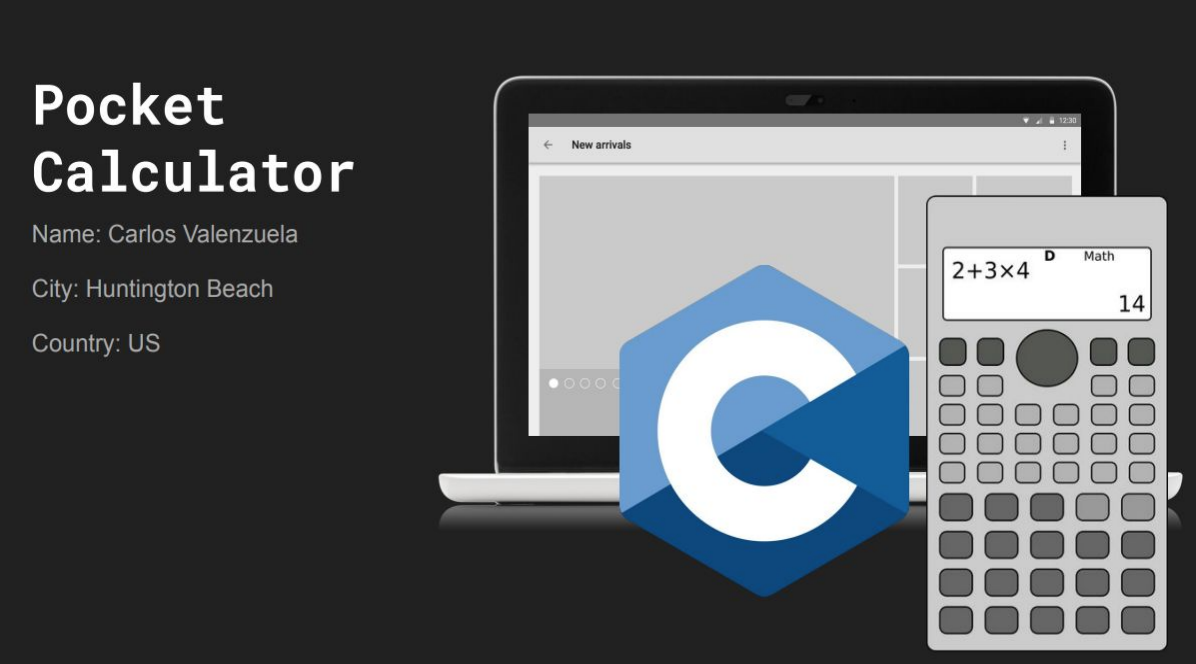 Pocket
Calculator
Name: Carlos Valenzuela
City: Huntington Beach
Country: US
12:30
New arrivals
2+3×4 D Math
14
C